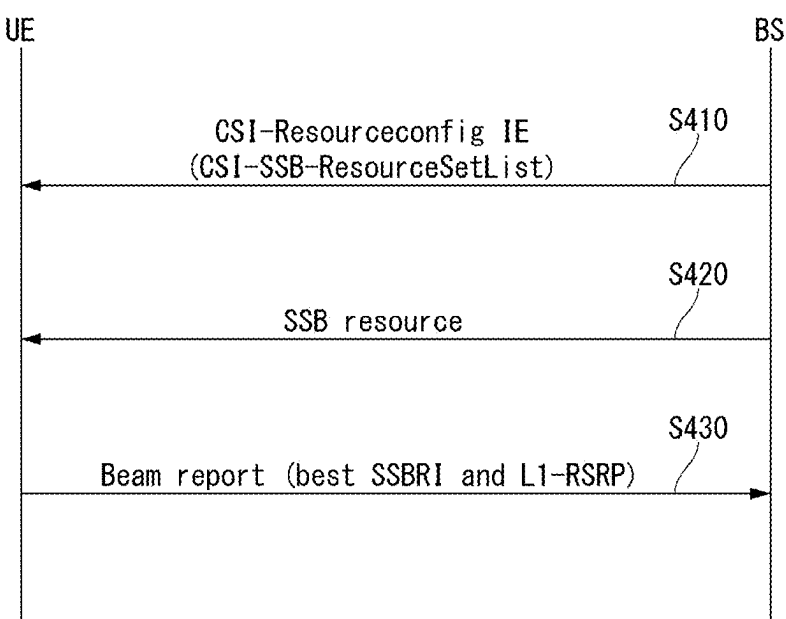 UE
BS
S410
CSI-Resourceconfig IE
(CSI-SSB-ResourceSetList)
S420
SSB resource
S430
Beam report (best SSBRI and L1-RSRP)